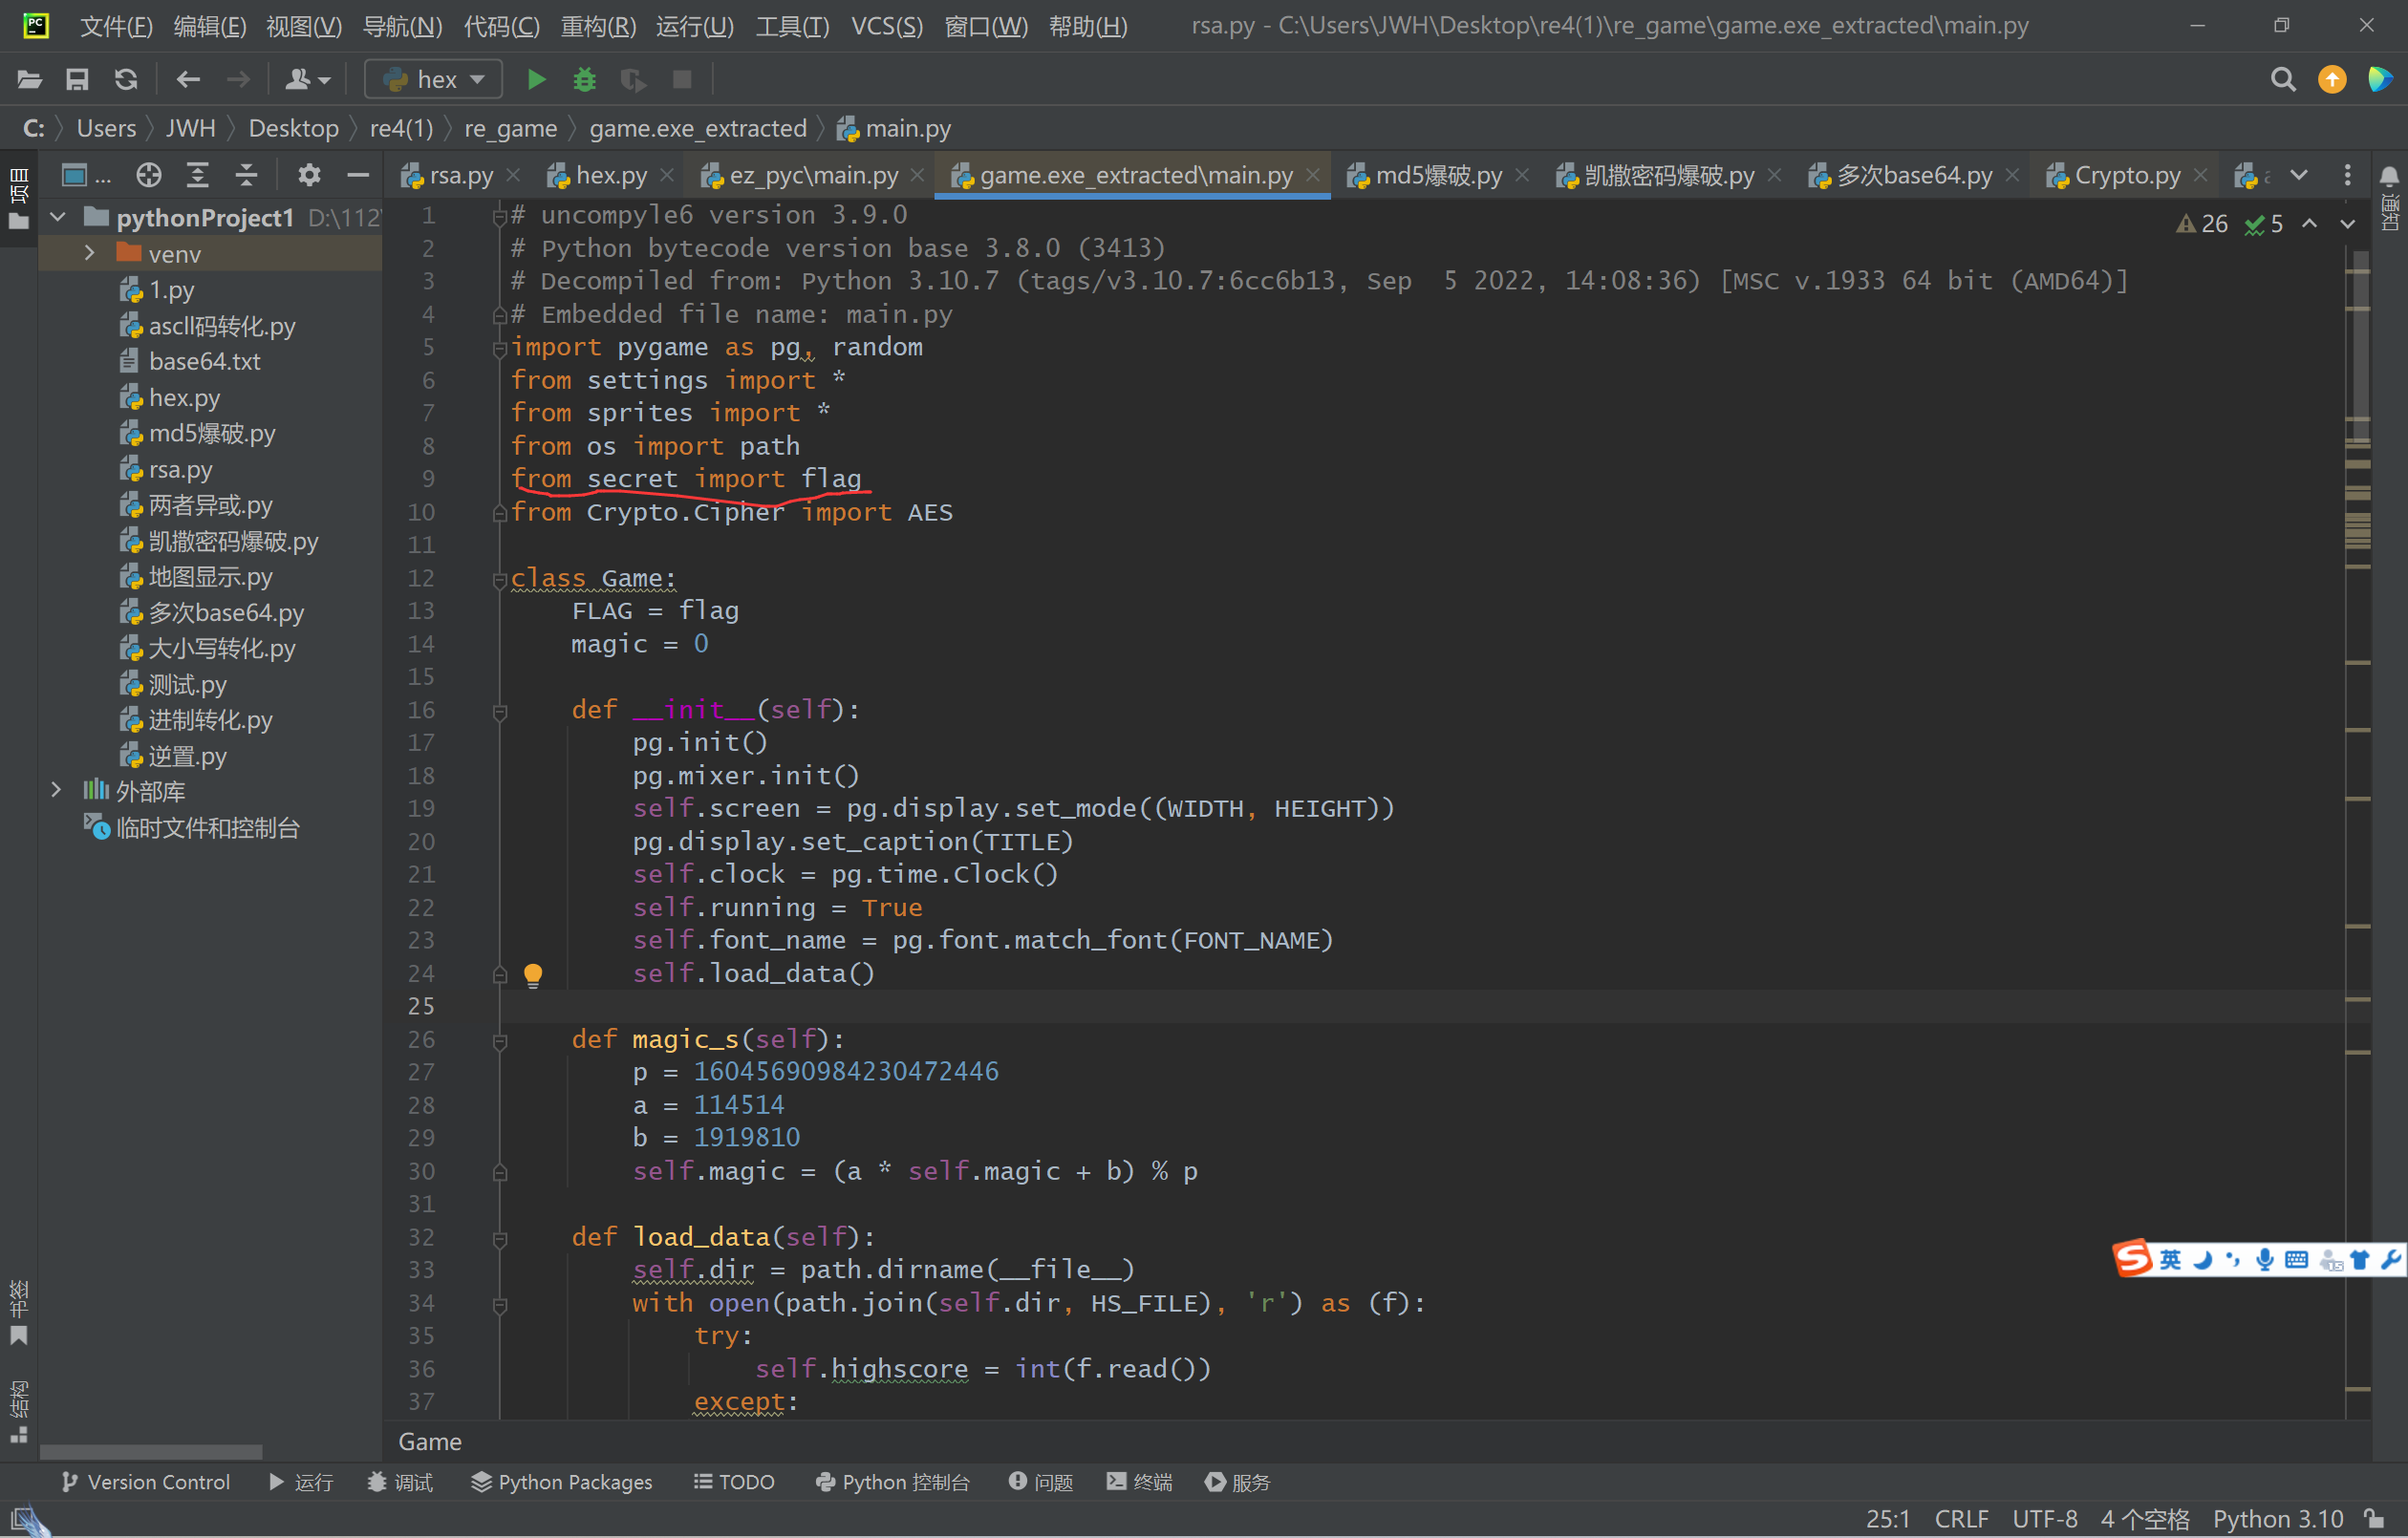 文件(F) 编辑(E) 视图(V) 导航(N) 代码(C) 重构(R) 运行(U) 工具(T) VCS(S) 窗口(W) 帮助(H) rsa.py - C:\Users\JWH\Desktop\re4(1)\re_game\game.exe_extracted\main.py
hex
C: Users JWH Desktop re4(1) re_game game.exe_extracted main.py
项目
... rsa.py hex.py ez_pyc\main.py game.exe_extracted\main.py md5爆破.py 凯撒密码爆破.py 多次base64.py Crypto.py
通知
26 5
pythonProject1 D:\112
venv
1.py
ascll码转化.py
base64.txt
hex.py
md5爆破.py
rsa.py
两者异或.py
凯撒密码爆破.py
地图显示.py
多次base64.py
大小写转化.py
测试.py
进制转化.py
逆置.py
外部库
临时文件和控制台
书签
结构
1 # uncompyle6 version 3.9.0
2 # Python bytecode version base 3.8.0 (3413)
3 # Decompiled from: Python 3.10.7 (tags/v3.10.7:6cc6b13, Sep  5 2022, 14:08:36) [MSC v.1933 64 bit (AMD64)]
4 # Embedded file name: main.py
5 import pygame as pg, random
6 from settings import *
7 from sprites import *
8 from os import path
9 from secret import flag
10 from Crypto.Cipher import AES
11
12 class Game:
13     FLAG = flag
14     magic = 0
15
16     def __init__(self):
17         pg.init()
18         pg.mixer.init()
19         self.screen = pg.display.set_mode((WIDTH, HEIGHT))
20         pg.display.set_caption(TITLE)
21         self.clock = pg.time.Clock()
22         self.running = True
23         self.font_name = pg.font.match_font(FONT_NAME)
24         self.load_data()
25
26     def magic_s(self):
27         p = 16045690984230472446
28         a = 114514
29         b = 1919810
30         self.magic = (a * self.magic + b) % p
31
32     def load_data(self):
33         self.dir = path.dirname(__file__)
34         with open(path.join(self.dir, HS_FILE), 'r') as (f):
35             try:
36                 self.highscore = int(f.read())
37             except:
英
Game
Version Control 运行 调试 Python Packages TODO Python 控制台 问题 终端 服务
25:1 CRLF UTF-8 4 个空格 Python 3.10